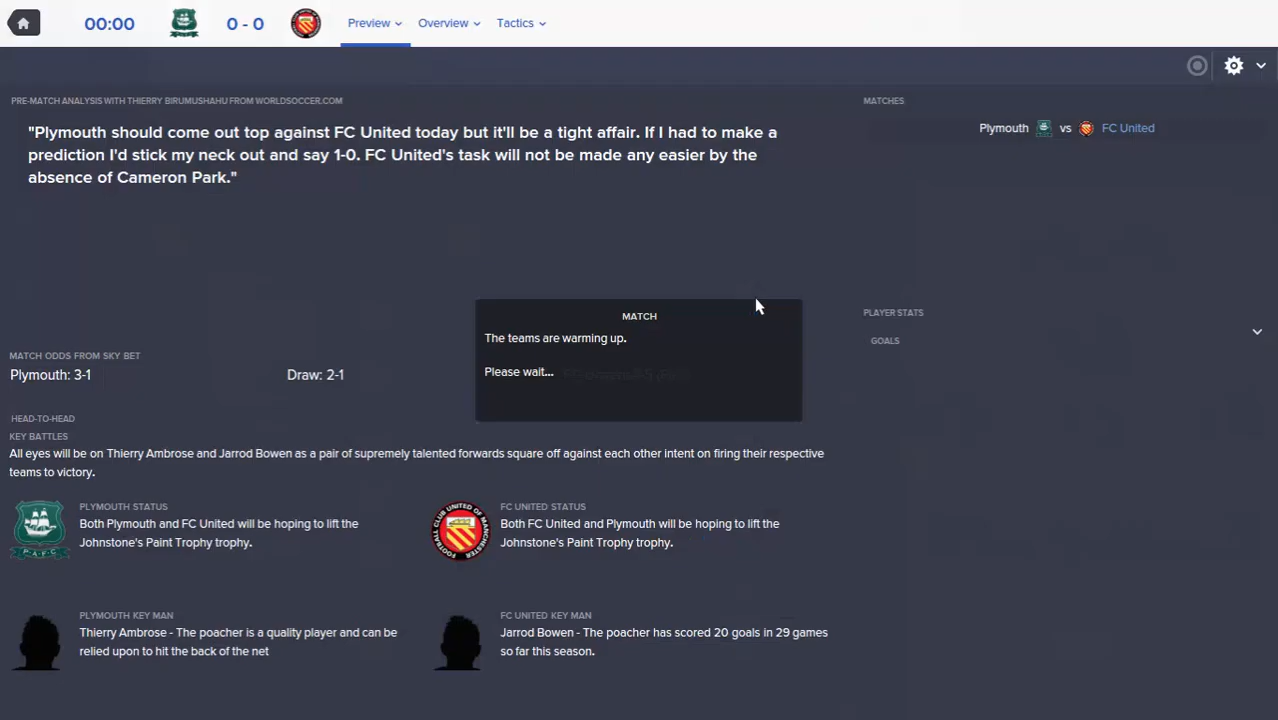 00:00
0 - 0
Preview
Overview
Tactics
PRE-MATCH ANALYSIS WITH THIERRY BIRUMUSHAHU FROM WORLDSOCCER.COM
"Plymouth should come out top against FC United today but it'll be a tight affair. If I had to make a
prediction I'd stick my neck out and say 1-0. FC United's task will not be made any easier by the
absence of Cameron Park."
MATCHES
Plymouth vs FC United
MATCH
The teams are warming up.
Please wait...
PLAYER STATS
GOALS
MATCH ODDS FROM SKY BET
Plymouth: 3-1
Draw: 2-1
HEAD-TO-HEAD
KEY BATTLES
All eyes will be on Thierry Ambrose and Jarrod Bowen as a pair of supremely talented forwards square off against each other intent on firing their respective
teams to victory.
PLYMOUTH STATUS
Both Plymouth and FC United will be hoping to lift the
Johnstone's Paint Trophy trophy.
P·A·F·C
FC UNITED STATUS
Both FC United and Plymouth will be hoping to lift the
Johnstone's Paint Trophy trophy.
FOOTBALL CLUB UNITED OF MANCHESTER
PLYMOUTH KEY MAN
Thierry Ambrose - The poacher is a quality player and can be
relied upon to hit the back of the net
FC UNITED KEY MAN
Jarrod Bowen - The poacher has scored 20 goals in 29 games
so far this season.